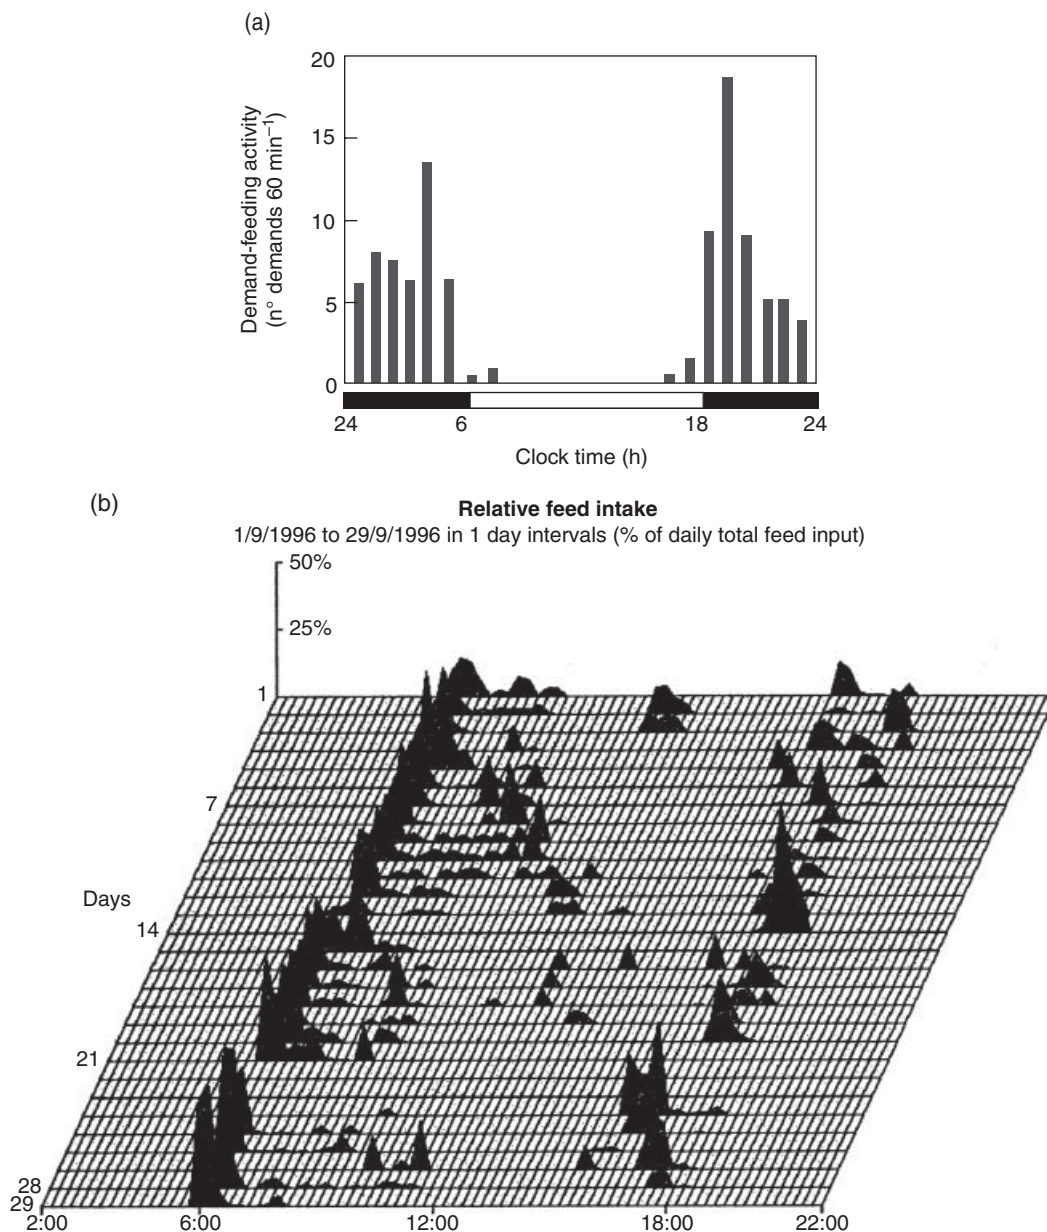 (a)
20
15
10
5
0
Demand-feeding activity
(n° demands 60 min⁻¹)
24 6 18 24
Clock time (h)
(b)
Relative feed intake
1/9/1996 to 29/9/1996 in 1 day intervals (% of daily total feed input)
50%
25%
1
7
Days
14
21
28
29
2:00 6:00 12:00 18:00 22:00